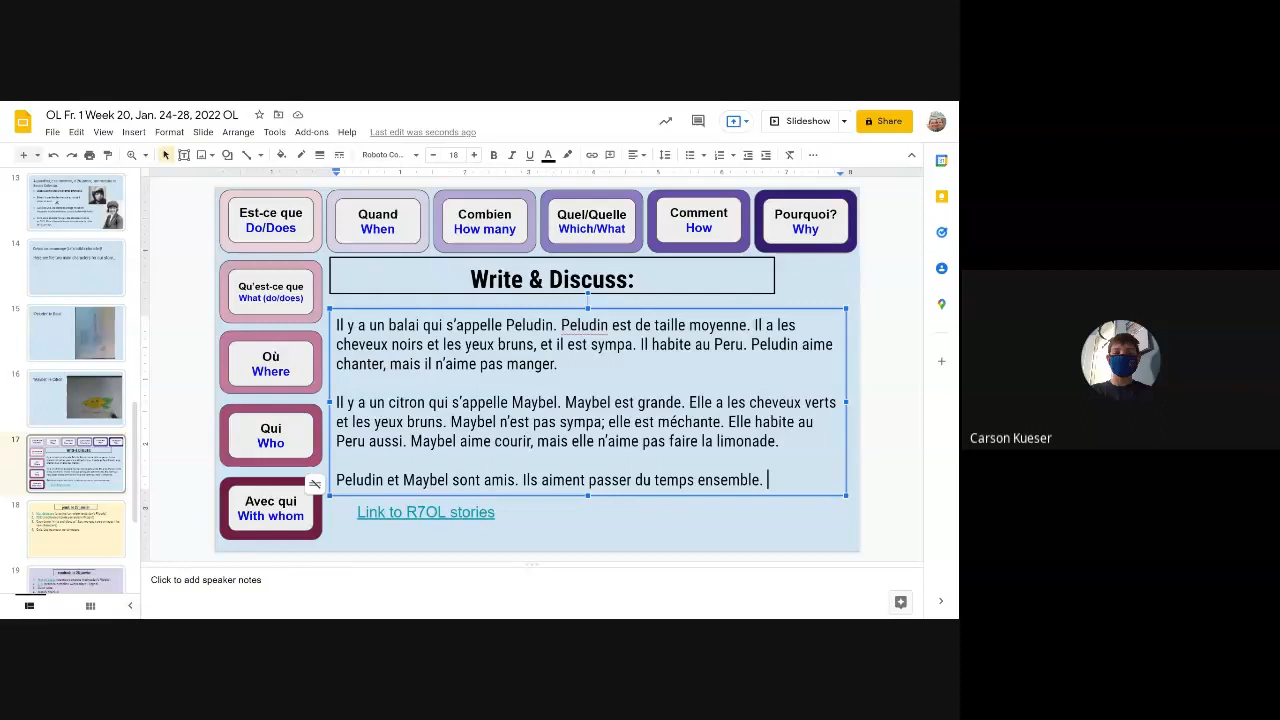 OL Fr. 1 Week 20, Jan. 24-28, 2022 OL
File Edit View Insert Format Slide Arrange Tools Add-ons Help Last edit was seconds ago
Slideshow
Share
Roboto Co...
18
13
14
15
16
17
18
19
Est-ce que
Do/Does
Quand
When
Combien
How many
Quel/Quelle
Which/What
Comment
How
Pourquoi?
Why
Qu'est-ce que
What (do/does)
Où
Where
Qui
Who
Avec qui
With whom
Write & Discuss:
Il y a un balai qui s'appelle Peludin. Peludin est de taille moyenne. Il a les
cheveux noirs et les yeux bruns, et il est sympa. Il habite au Peru. Peludin aime
chanter, mais il n'aime pas manger.
Il y a un citron qui s'appelle Maybel. Maybel est grande. Elle a les cheveux verts
et les yeux bruns. Maybel n'est pas sympa; elle est méchante. Elle habite au
Peru aussi. Maybel aime courir, mais elle n'aime pas faire la limonade.
Peludin et Maybel sont amis. Ils aiment passer du temps ensemble.
Link to R7OL stories
Click to add speaker notes
Carson Kueser